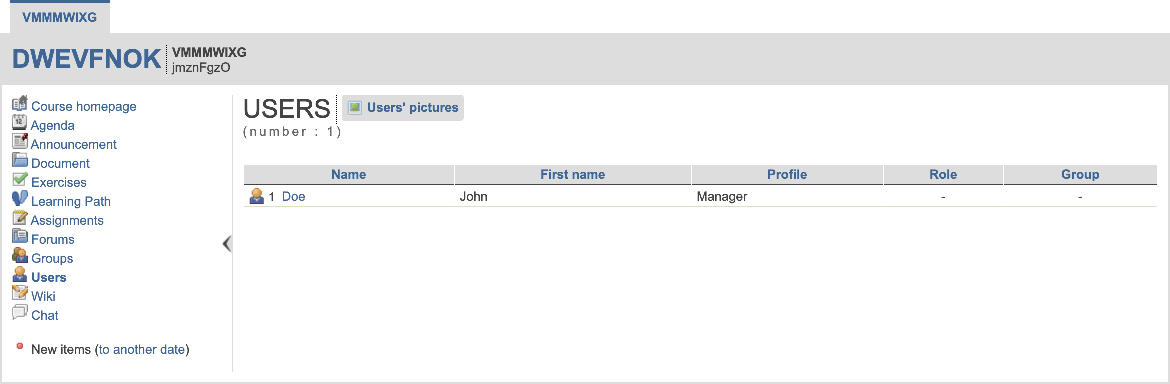 VMMMWIXG
DWEVFNOK
VMMMWIXG
jmznFgzO
Course homepage
Agenda
Announcement
Document
Exercises
Learning Path
Assignments
Forums
Groups
Users
Wiki
Chat
New items (to another date)
USERS Users' pictures
(number : 1)
Name First name Profile Role Group
1 Doe John Manager - -